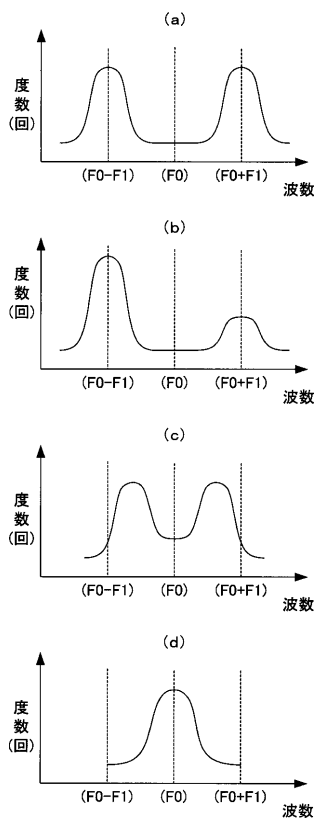 (a)
度
数
(回)
(F0-F1) (F0) (F0+F1)
波数
(b)
度
数
(回)
(F0-F1) (F0) (F0+F1)
波数
(c)
度
数
(回)
(F0-F1) (F0) (F0+F1)
波数
(d)
度
数
(回)
(F0-F1) (F0) (F0+F1)
波数